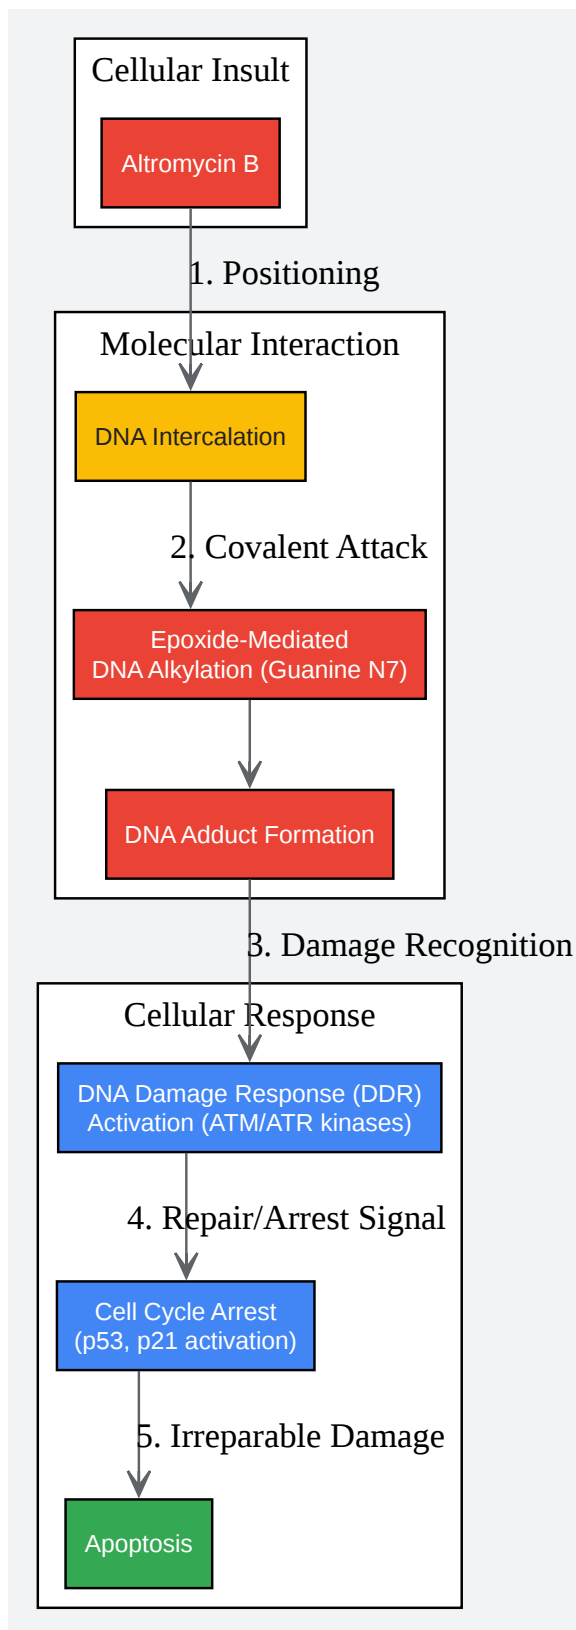 Cellular Insult
Altromycin B
1. Positioning
Molecular Interaction
DNA Intercalation
2. Covalent Attack
Epoxide-Mediated
DNA Alkylation (Guanine N7)
DNA Adduct Formation
3. Damage Recognition
Cellular Response
DNA Damage Response (DDR)
Activation (ATM/ATR kinases)
4. Repair/Arrest Signal
Cell Cycle Arrest
(p53, p21 activation)
5. Irreparable Damage
Apoptosis